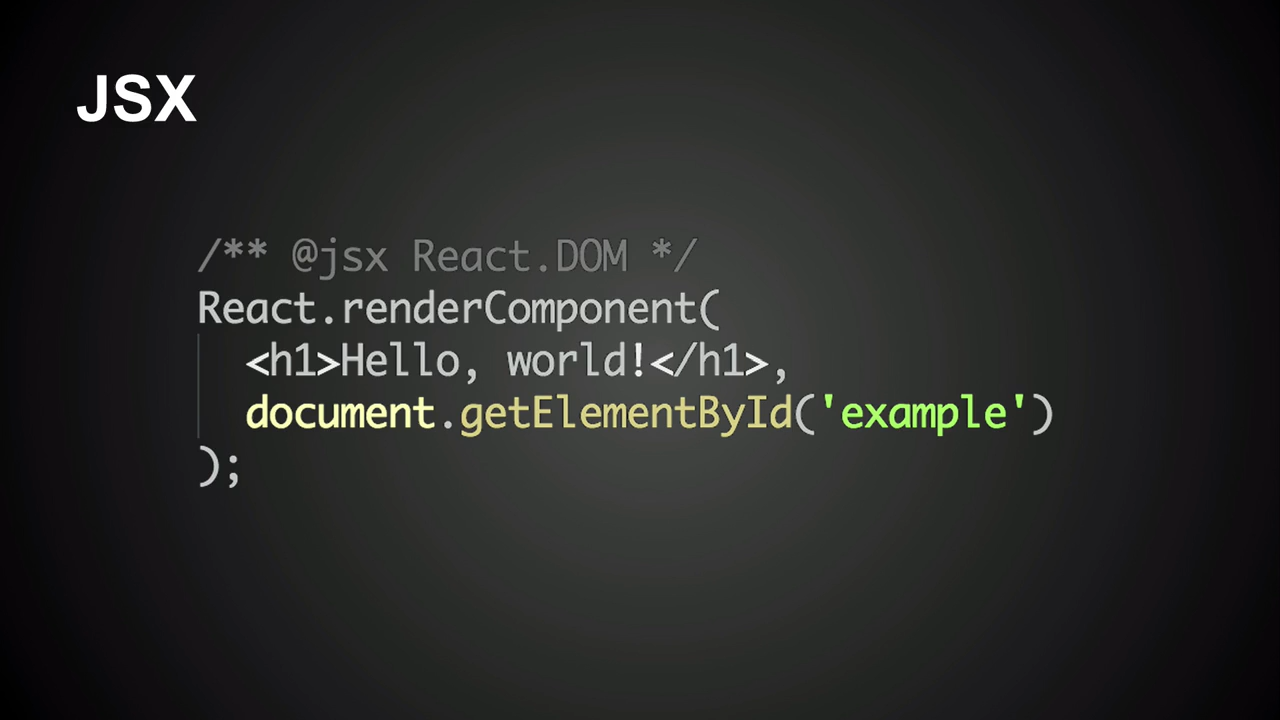 JSX
/** @jsx React.DOM */
React.renderComponent(
  <h1>Hello, world!</h1>,
  document.getElementById('example')
);